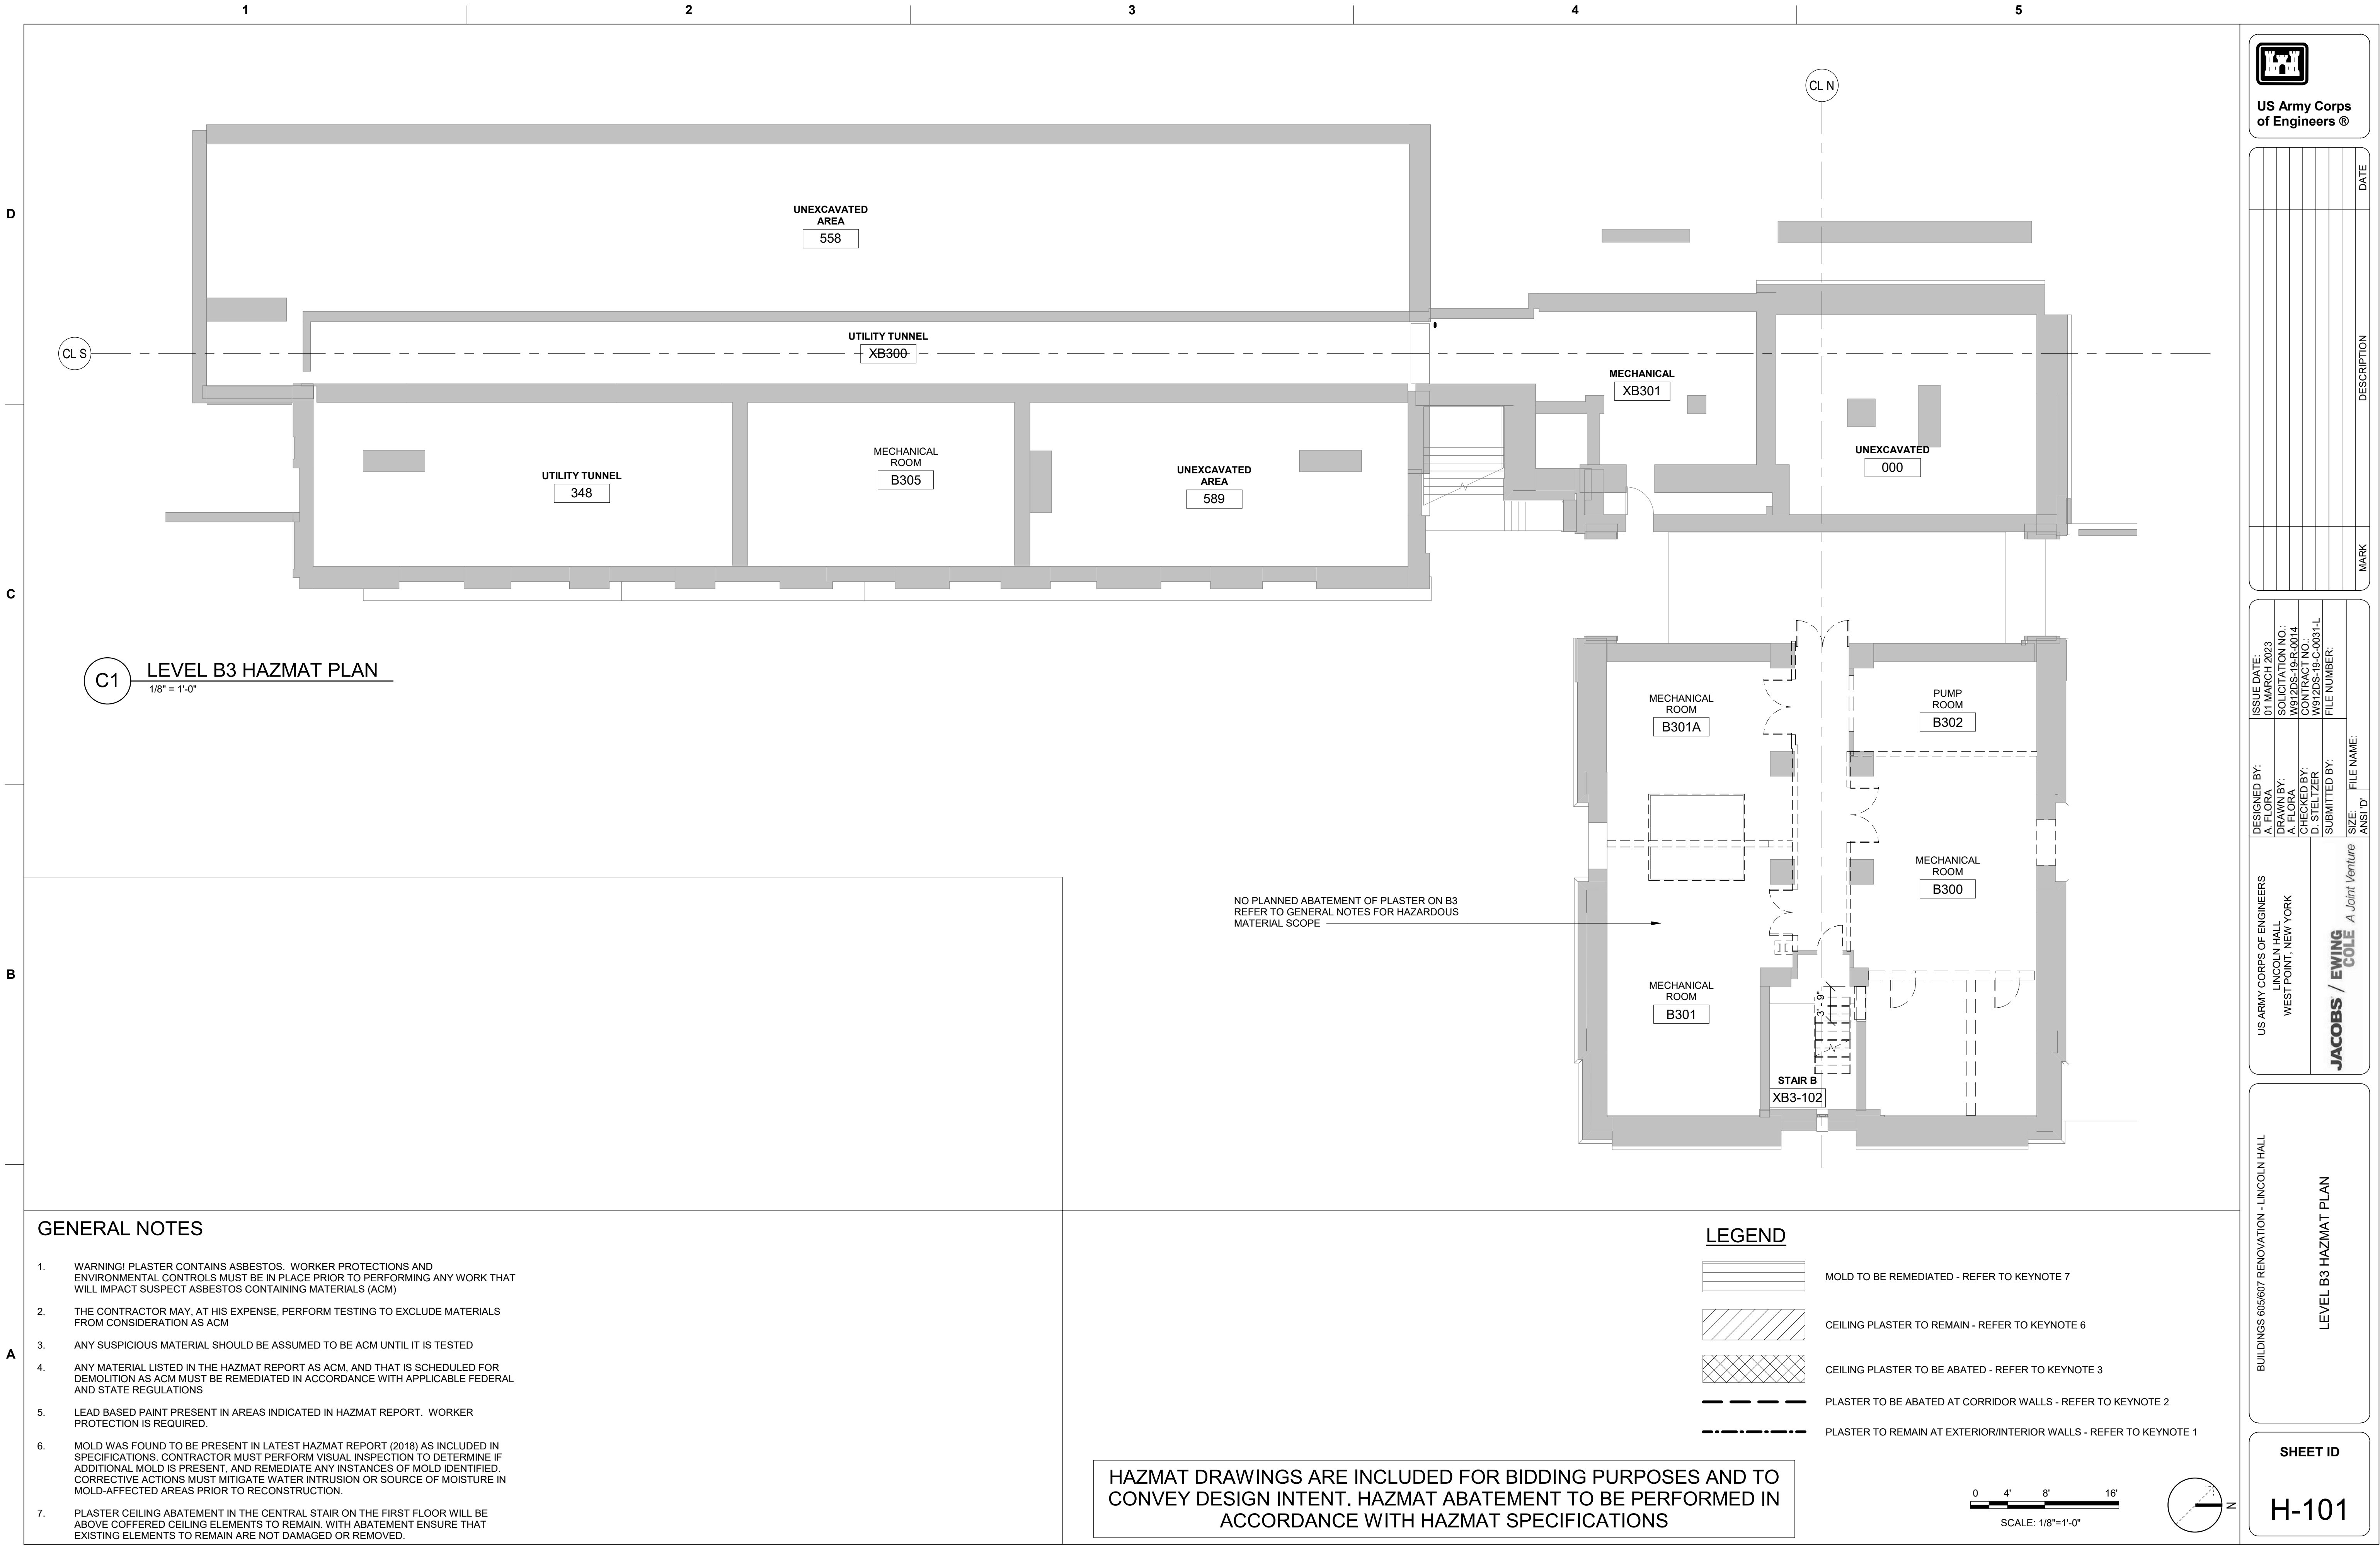 1 2 3 4 5
D
C
B
A
CL N
CL S
UNEXCAVATED
AREA
558
UTILITY TUNNEL
XB300
MECHANICAL
XB301
UNEXCAVATED
000
UTILITY TUNNEL
348
MECHANICAL
ROOM
B305
UNEXCAVATED
AREA
589
C1
LEVEL B3 HAZMAT PLAN
1/8" = 1'-0"
MECHANICAL
ROOM
B301A
PUMP
ROOM
B302
MECHANICAL
ROOM
B300
NO PLANNED ABATEMENT OF PLASTER ON B3
REFER TO GENERAL NOTES FOR HAZARDOUS
MATERIAL SCOPE
MECHANICAL
ROOM
B301
3' - 9"
STAIR B
XB3-102
GENERAL NOTES
1. WARNING! PLASTER CONTAINS ASBESTOS. WORKER PROTECTIONS AND
ENVIRONMENTAL CONTROLS MUST BE IN PLACE PRIOR TO PERFORMING ANY WORK THAT
WILL IMPACT SUSPECT ASBESTOS CONTAINING MATERIALS (ACM)
2. THE CONTRACTOR MAY, AT HIS EXPENSE, PERFORM TESTING TO EXCLUDE MATERIALS
FROM CONSIDERATION AS ACM
3. ANY SUSPICIOUS MATERIAL SHOULD BE ASSUMED TO BE ACM UNTIL IT IS TESTED
4. ANY MATERIAL LISTED IN THE HAZMAT REPORT AS ACM, AND THAT IS SCHEDULED FOR
DEMOLITION AS ACM MUST BE REMEDIATED IN ACCORDANCE WITH APPLICABLE FEDERAL
AND STATE REGULATIONS
5. LEAD BASED PAINT PRESENT IN AREAS INDICATED IN HAZMAT REPORT. WORKER
PROTECTION IS REQUIRED.
6. MOLD WAS FOUND TO BE PRESENT IN LATEST HAZMAT REPORT (2018) AS INCLUDED IN
SPECIFICATIONS. CONTRACTOR MUST PERFORM VISUAL INSPECTION TO DETERMINE IF
ADDITIONAL MOLD IS PRESENT, AND REMEDIATE ANY INSTANCES OF MOLD IDENTIFIED.
CORRECTIVE ACTIONS MUST MITIGATE WATER INTRUSION OR SOURCE OF MOISTURE IN
MOLD-AFFECTED AREAS PRIOR TO RECONSTRUCTION.
7. PLASTER CEILING ABATEMENT IN THE CENTRAL STAIR ON THE FIRST FLOOR WILL BE
ABOVE COFFERED CEILING ELEMENTS TO REMAIN. WITH ABATEMENT ENSURE THAT
EXISTING ELEMENTS TO REMAIN ARE NOT DAMAGED OR REMOVED.
LEGEND
MOLD TO BE REMEDIATED - REFER TO KEYNOTE 7
CEILING PLASTER TO REMAIN - REFER TO KEYNOTE 6
CEILING PLASTER TO BE ABATED - REFER TO KEYNOTE 3
PLASTER TO BE ABATED AT CORRIDOR WALLS - REFER TO KEYNOTE 2
PLASTER TO REMAIN AT EXTERIOR/INTERIOR WALLS - REFER TO KEYNOTE 1
HAZMAT DRAWINGS ARE INCLUDED FOR BIDDING PURPOSES AND TO
CONVEY DESIGN INTENT. HAZMAT ABATEMENT TO BE PERFORMED IN
ACCORDANCE WITH HAZMAT SPECIFICATIONS
0 4' 8' 16'
SCALE: 1/8"=1'-0"
N
US Army Corps
of Engineers ®
DATE
DESCRIPTION
MARK
ISSUE DATE:
01 MARCH 2023
SOLICITATION NO.:
W912DS-19-R-0014
CONTRACT NO.:
W912DS-19-C-0031-L
FILE NUMBER:
DESIGNED BY:
A. FLORA
DRAWN BY:
A. FLORA
CHECKED BY:
D. STELTZER
SUBMITTED BY:
SIZE:
ANSI 'D'
FILE NAME:
US ARMY CORPS OF ENGINEERS
LINCOLN HALL
WEST POINT, NEW YORK
JACOBS / EWING
COLE A Joint Venture
BUILDINGS 605/607 RENOVATION - LINCOLN HALL
LEVEL B3 HAZMAT PLAN
SHEET ID
H-101